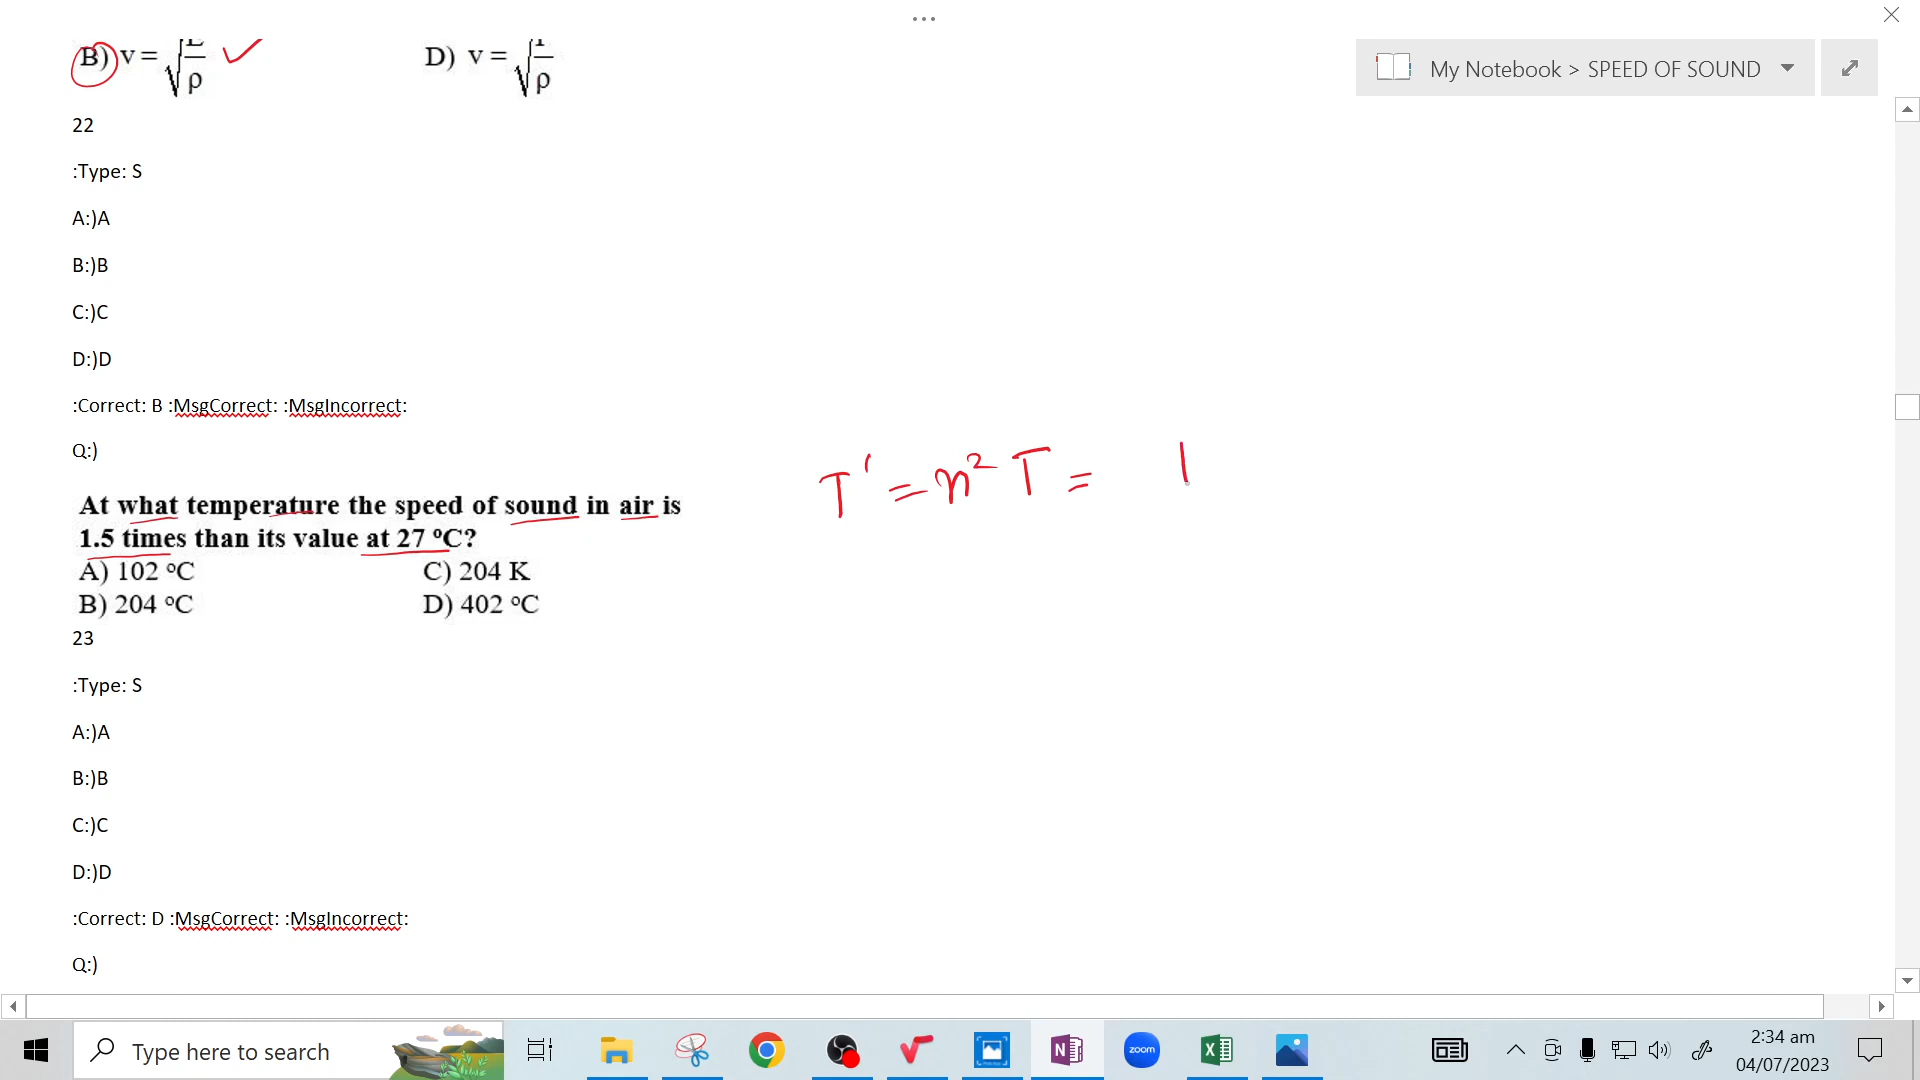 B) v = √ρ ✓ D) v = √ρ
My Notebook > SPEED OF SOUND
22
:Type: S
A:)A
B:)B
C:)C
D:)D
:Correct: B :MsgCorrect: :MsgIncorrect:
Q:)
T' = n² T =
At what temperature the speed of sound in air is
1.5 times than its value at 27 °C?
A) 102 °C C) 204 K
B) 204 °C D) 402 °C
23
:Type: S
A:)A
B:)B
C:)C
D:)D
:Correct: D :MsgCorrect: :MsgIncorrect:
Q:)
Type here to search
zoom
2:34 am
04/07/2023